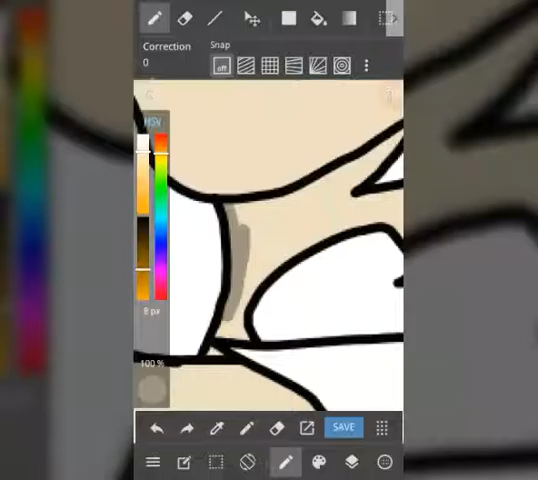 Correction
Snap
0
off
HSV
8 px
100 %
SAVE